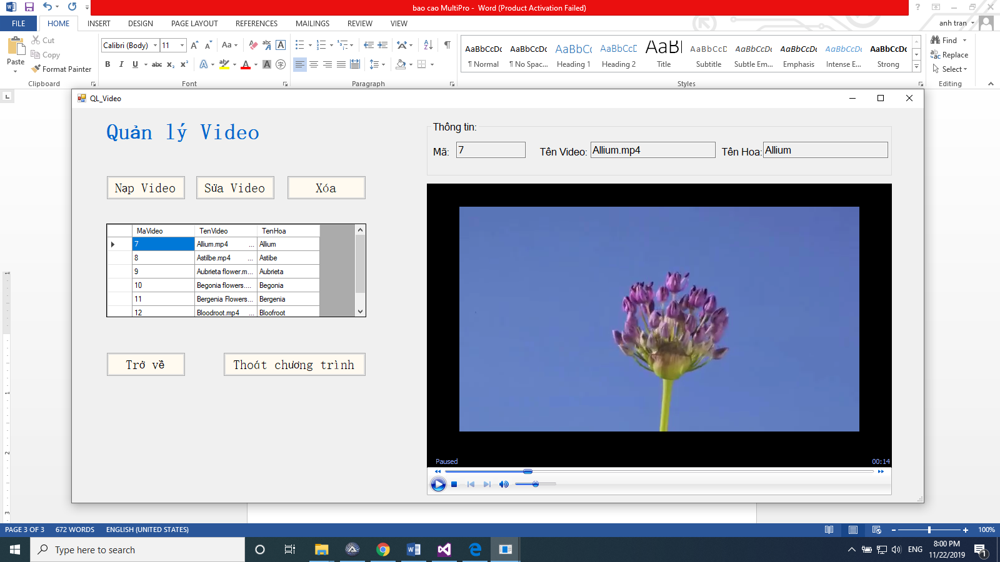 bao cao MultiPro - Word (Product Activation Failed)
FILE HOME INSERT DESIGN PAGE LAYOUT REFERENCES MAILINGS REVIEW VIEW anh tran
Paste
Cut
Copy
Format Painter
Clipboard
Calibri (Body) 11
Font
Paragraph
AaBbCcDc AaBbCcDc AaBbCc AaBbCcD AaBl AaBbCcD AaBbCcDc AaBbCcDc AaBbCcDc AaBbCcDc
¶ Normal ¶ No Spac... Heading 1 Heading 2 Title Subtitle Subtle Em... Emphasis Intense E... Strong
Styles
Find
Replace
Select
Editing
QL_Video
Quản lý Video
Nạp Video Sửa Video Xóa
MaVideo TenVideo TenHoa
7 Allium.mp4 ... Allium
8 Astilbe.mp4 ... Astibe
9 Aubrieta flower.m... Aubrieta
10 Begonia flowers.... Begonia
11 Bergenia Flowers... Bergenia
12 Bloodroot.mp4 ... Bloofroot
Trở về Thoát chương trình
Thông tin:
Mã: 7 Tên Video: Allium.mp4 Tên Hoa: Allium
Paused 00:14
PAGE 3 OF 3 672 WORDS ENGLISH (UNITED STATES) 100%
Type here to search
ENG
8:00 PM
11/22/2019
1